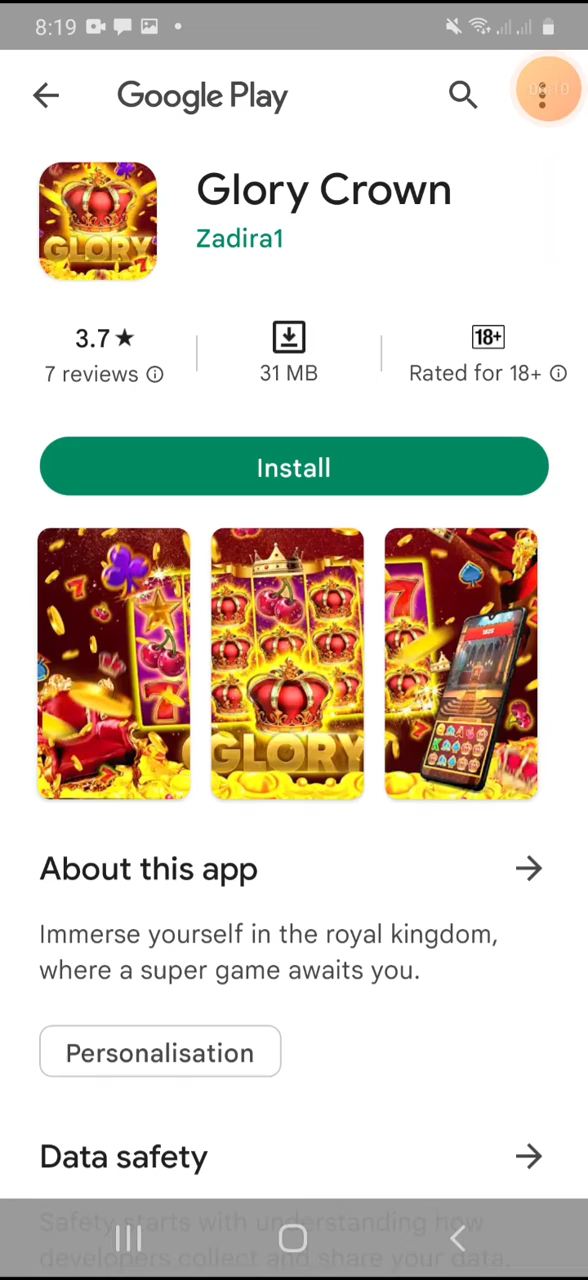 8:19
Google Play
Glory Crown
Zadira1
GLORY
7
3.7★
7 reviews
31 MB
18+
Rated for 18+
Install
GLORY
About this app
Immerse yourself in the royal kingdom,
where a super game awaits you.
Personalisation
Data safety
Safety starts with understanding how
developers collect and share your data.